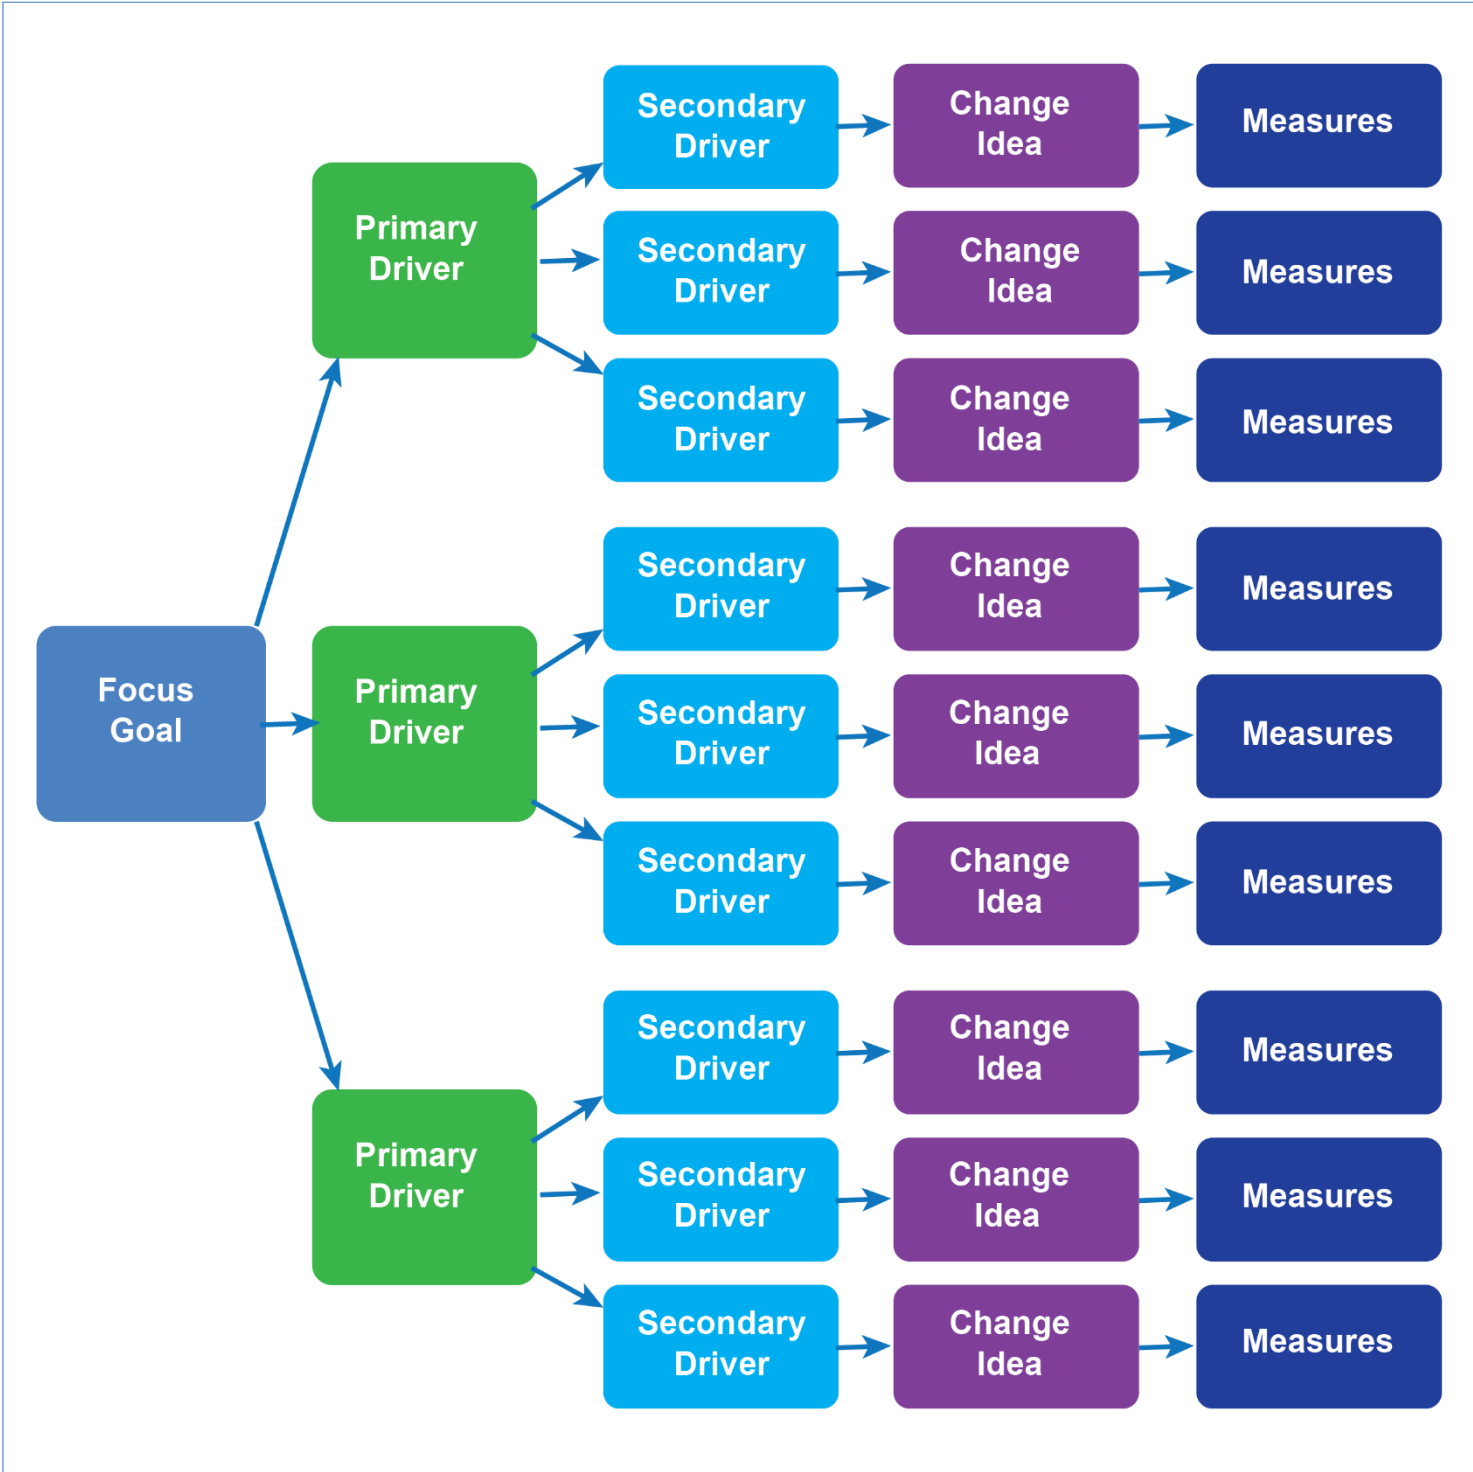 Focus
Goal
Primary
Driver
Secondary
Driver
Change
Idea
Measures
Secondary
Driver
Change
Idea
Measures
Secondary
Driver
Change
Idea
Measures
Primary
Driver
Secondary
Driver
Change
Idea
Measures
Secondary
Driver
Change
Idea
Measures
Secondary
Driver
Change
Idea
Measures
Primary
Driver
Secondary
Driver
Change
Idea
Measures
Secondary
Driver
Change
Idea
Measures
Secondary
Driver
Change
Idea
Measures